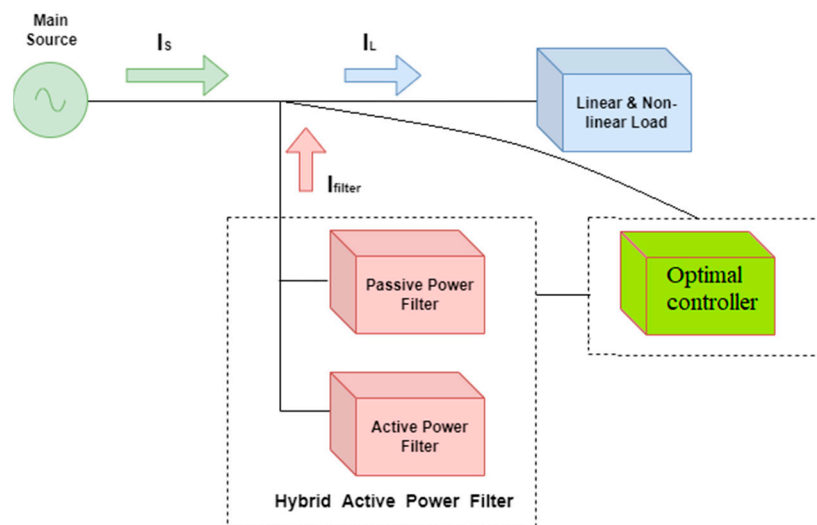 Main
Source
Is
IL
Linear & Non-
linear Load
Ifilter
Passive Power
Filter
Optimal
controller
Active Power
Filter
Hybrid Active Power Filter